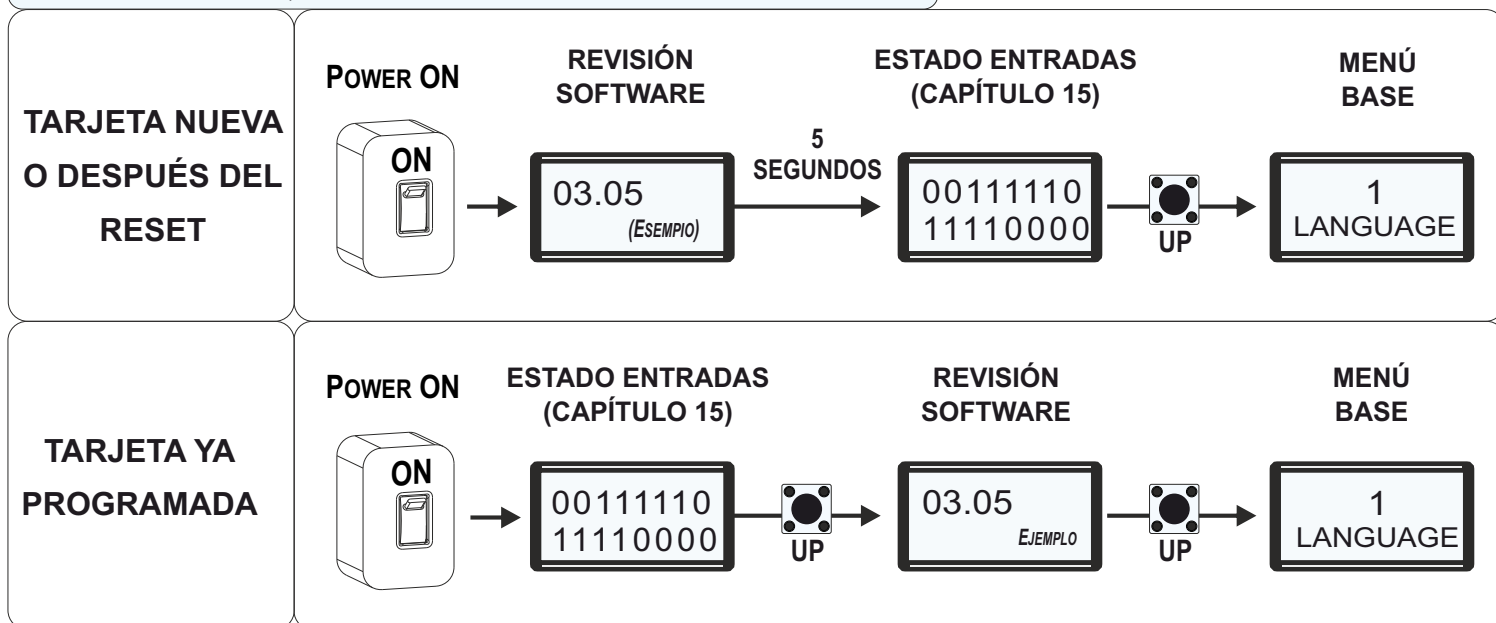 TARJETA NUEVA
O DESPUÉS DEL
RESET
POWER ON
ON
REVISIÓN
SOFTWARE
03.05
(ESEMPIO)
5
SEGUNDOS
ESTADO ENTRADAS
(CAPÍTULO 15)
00111110
11110000
UP
MENÚ
BASE
1
LANGUAGE
TARJETA YA
PROGRAMADA
POWER ON
ON
ESTADO ENTRADAS
(CAPÍTULO 15)
00111110
11110000
UP
REVISIÓN
SOFTWARE
03.05
EJEMPLO
UP
MENÚ
BASE
1
LANGUAGE